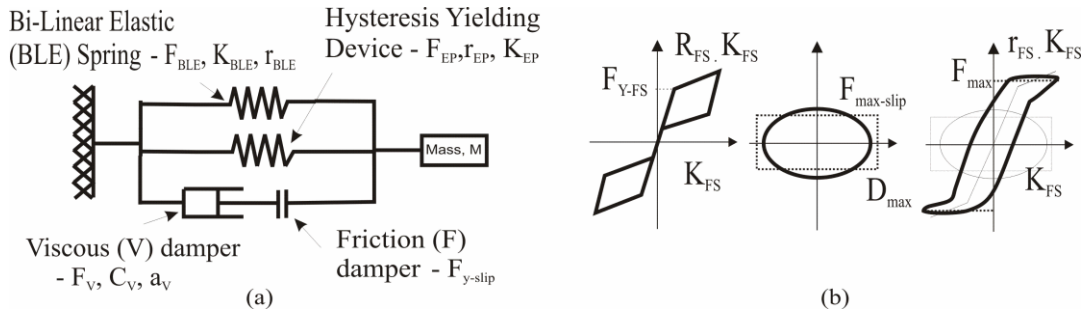 Bi-Linear Elastic
(BLE) Spring - F_BLE, K_BLE, r_BLE
Hysteresis Yielding
Device - F_EP,r_EP, K_EP
Mass, M
Viscous (V) damper
- F_V, C_V, a_V
Friction (F)
damper - F_y-slip
(a)
R_FS. K_FS
F_Y-FS
K_FS
F_max-slip
D_max
r_FS. K_FS
F_max
K_FS
(b)